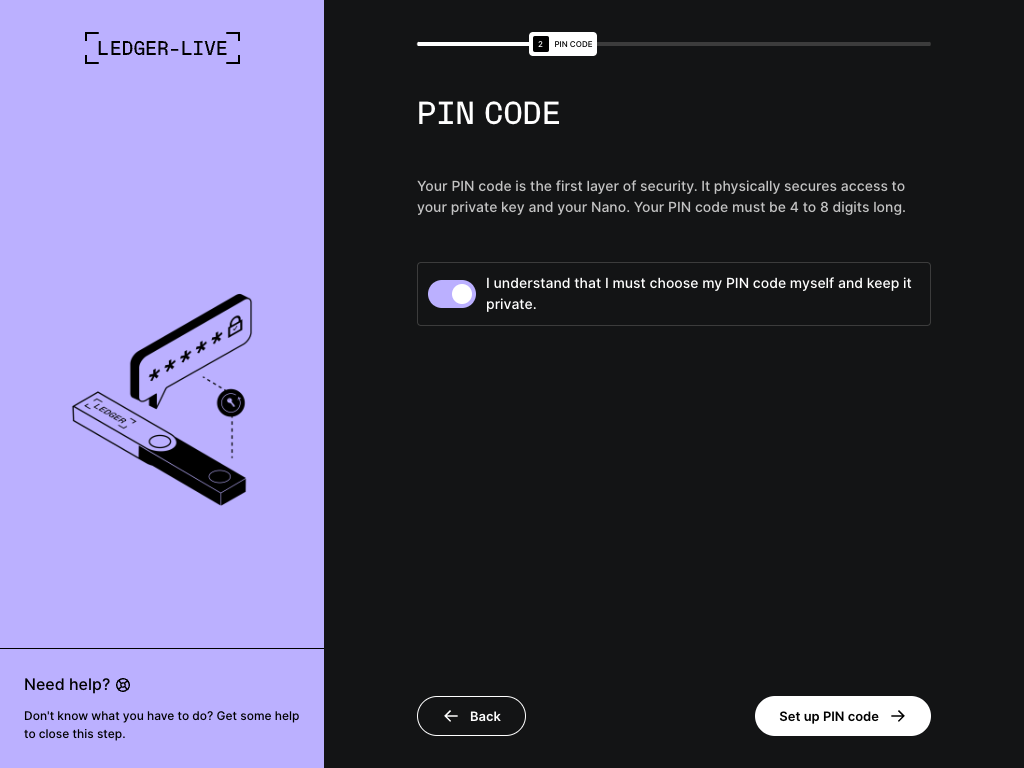 LEDGER-LIVE
2 PIN CODE
PIN CODE
Your PIN code is the first layer of security. It physically secures access to
your private key and your Nano. Your PIN code must be 4 to 8 digits long.
I understand that I must choose my PIN code myself and keep it
private.
*****
LEDGER
Need help?
Don't know what you have to do? Get some help
to close this step.
Back
Set up PIN code